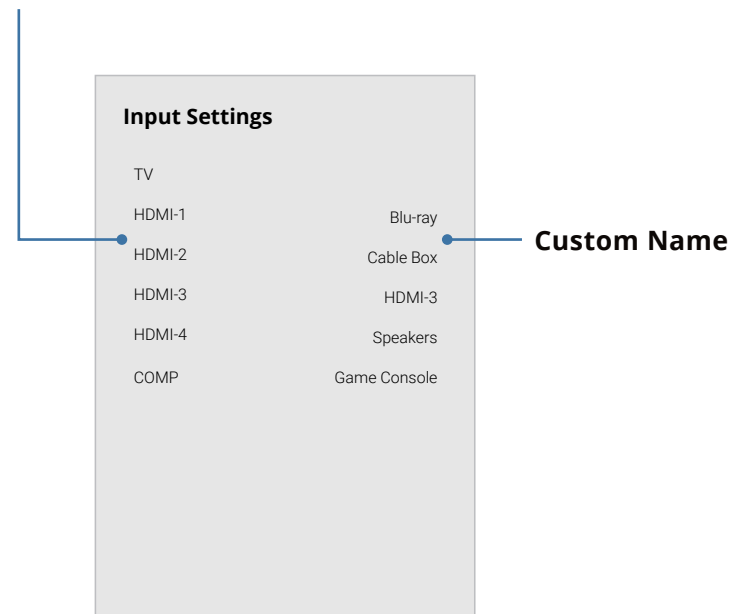 Input Settings
TV
HDMI-1 Blu-ray
Custom Name
HDMI-2 Cable Box
HDMI-3 HDMI-3
HDMI-4 Speakers
COMP Game Console